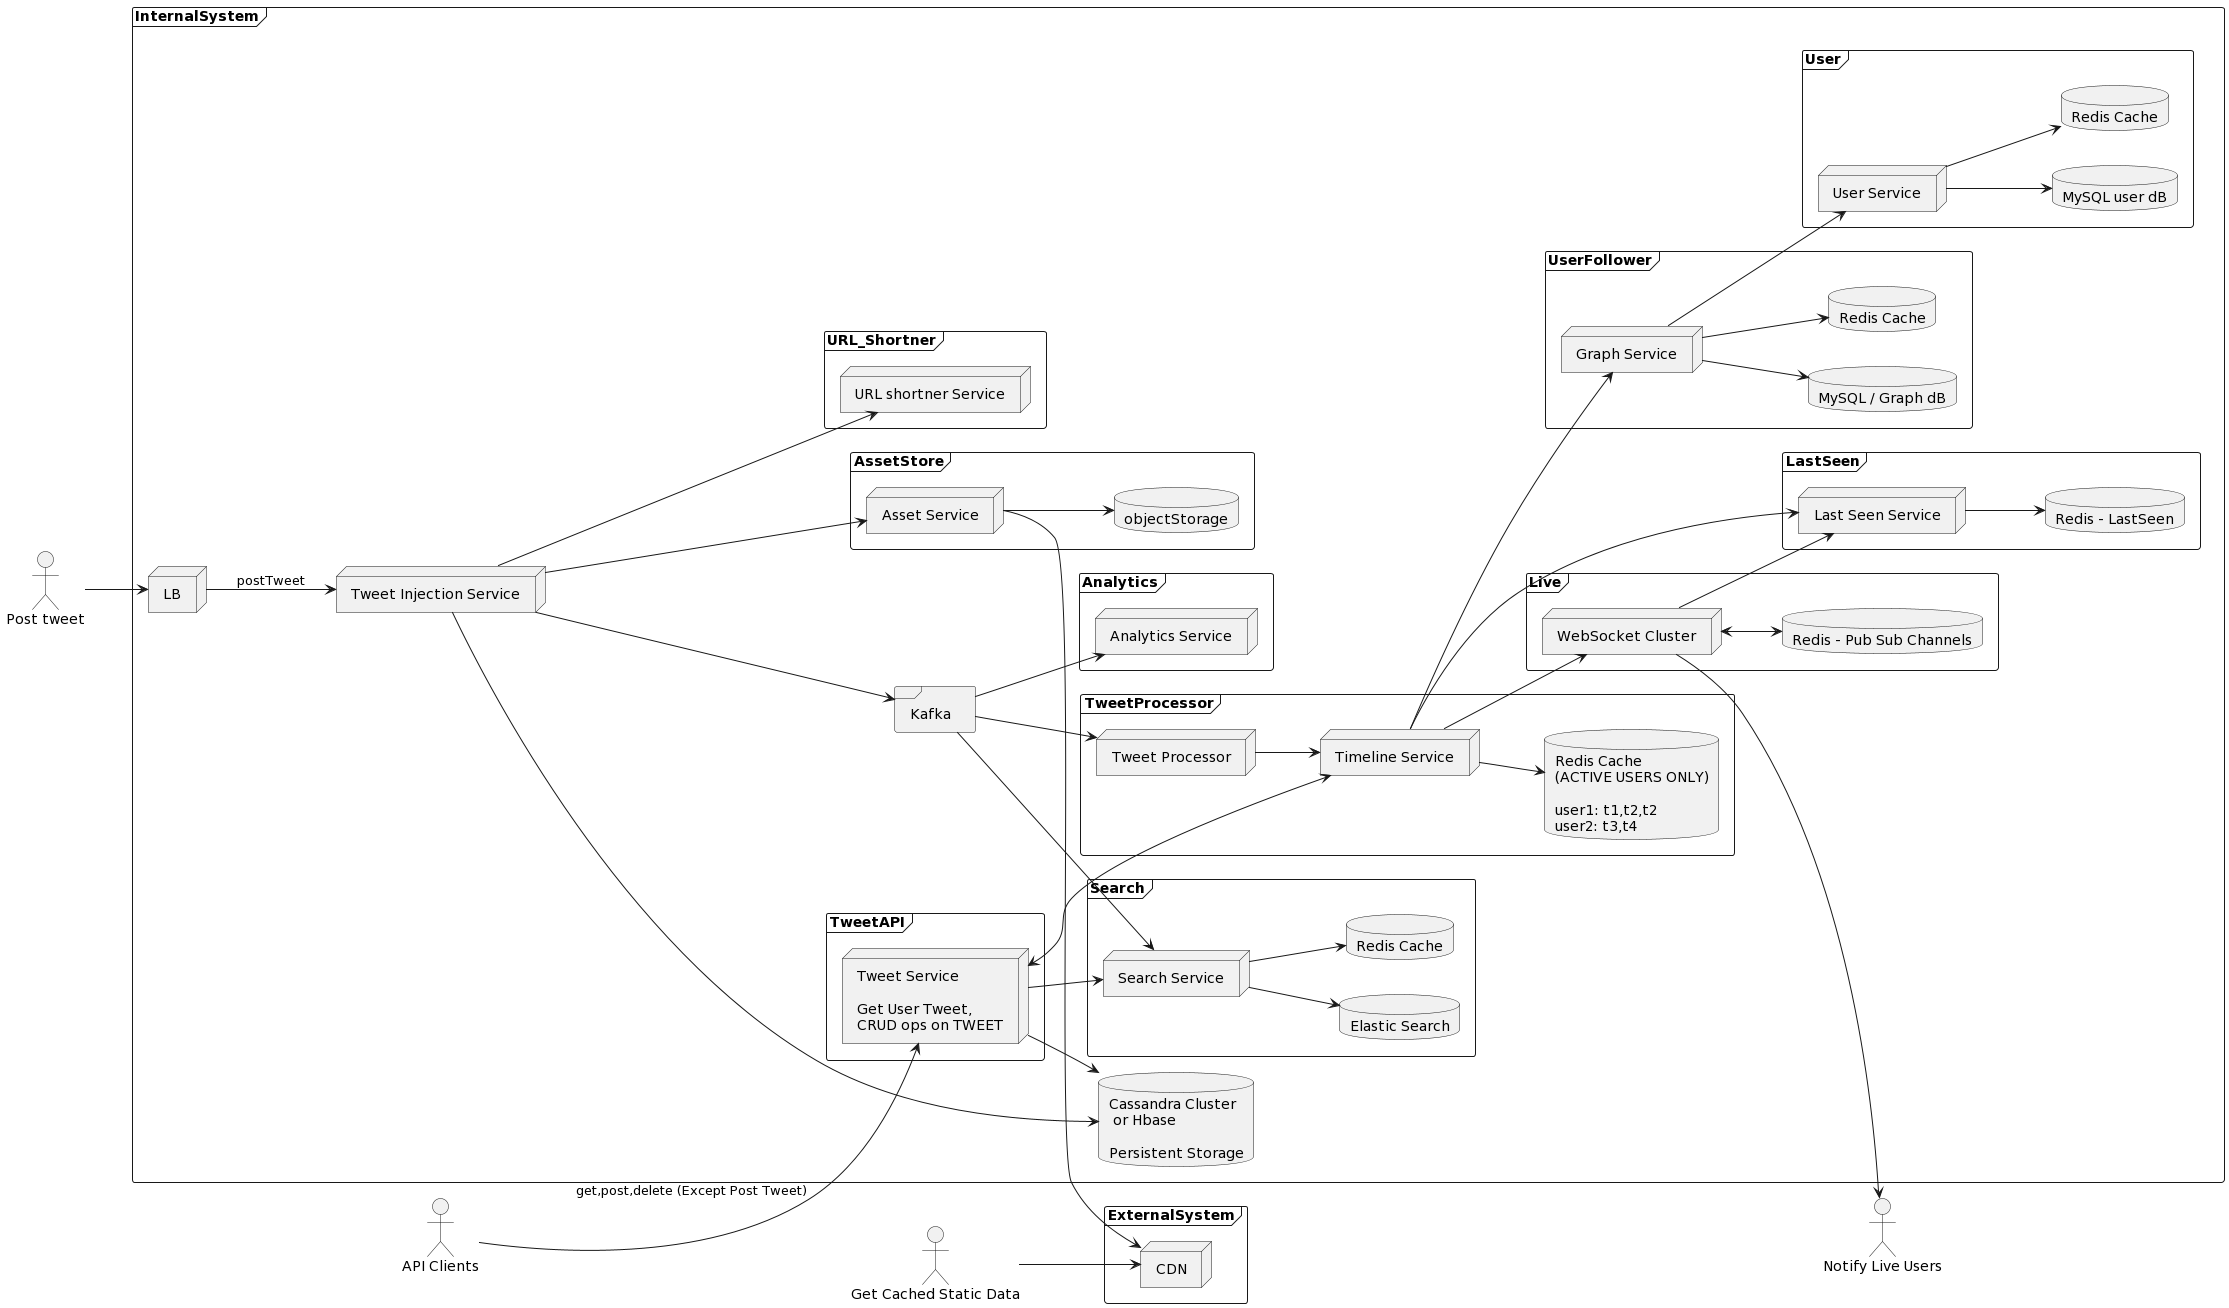 InternalSystem
User
Redis Cache
User Service
MySQL user dB
UserFollower
Redis Cache
Graph Service
MySQL / Graph dB
URL_Shortner
URL shortner Service
AssetStore
Asset Service
objectStorage
LastSeen
Last Seen Service
Redis - LastSeen
Post tweet
LB
postTweet
Tweet Injection Service
Analytics
Analytics Service
Live
WebSocket Cluster
Redis - Pub Sub Channels
Kafka
TweetProcessor
Tweet Processor
Timeline Service
Redis Cache
(ACTIVE USERS ONLY)
user1: t1,t2,t2
user2: t3,t4
TweetAPI
Tweet Service
Get User Tweet,
CRUD ops on TWEET
Search
Search Service
Redis Cache
Elastic Search
Cassandra Cluster
or Hbase
Persistent Storage
get,post,delete (Except Post Tweet)
API Clients
Get Cached Static Data
ExternalSystem
CDN
Notify Live Users